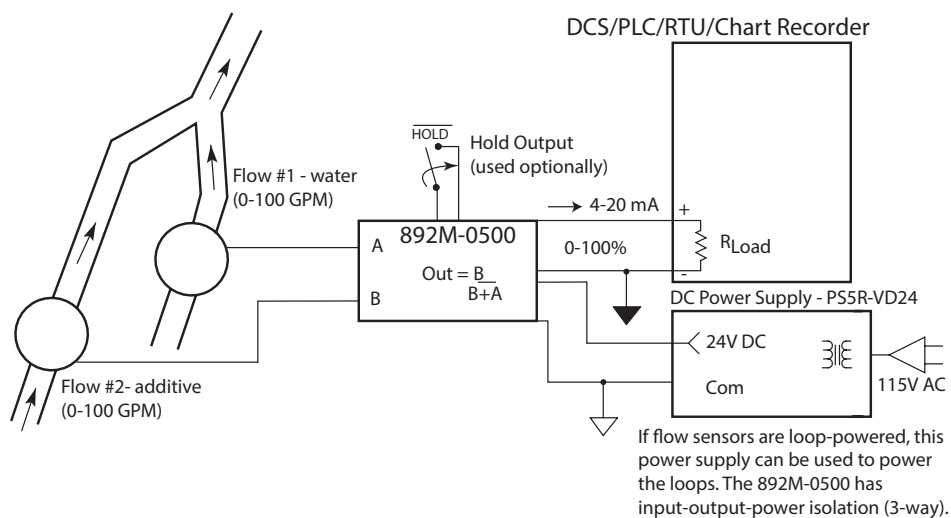 DCS/PLC/RTU/Chart Recorder
HOLD
Hold Output
(used optionally)
Flow #1 - water
(0-100 GPM)
4-20 mA
+
A
892M-0500
0-100%
RLoad
Out = B
B+A
-
B
DC Power Supply - PS5R-VD24
24V DC
Com
115V AC
Flow #2- additive
(0-100 GPM)
If flow sensors are loop-powered, this
power supply can be used to power
the loops. The 892M-0500 has
input-output-power isolation (3-way).